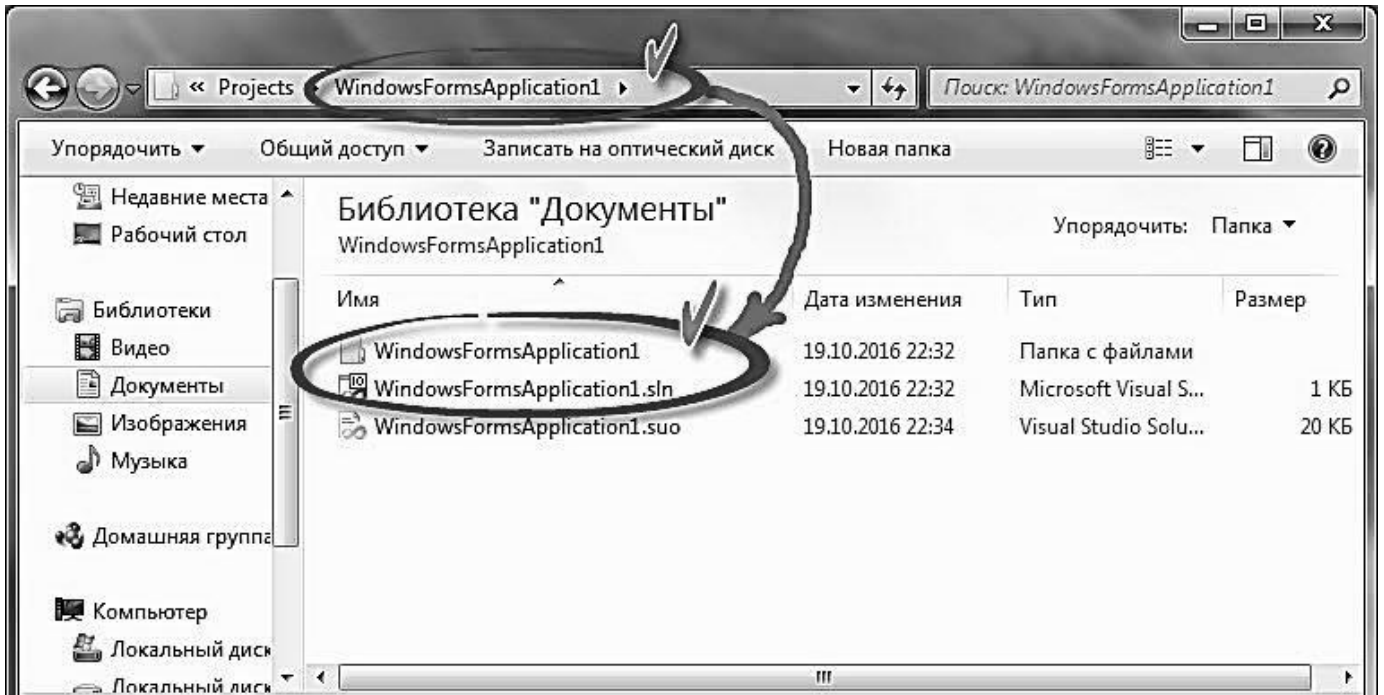 « Projects WindowsFormsApplication1
Поиск: WindowsFormsApplication1
Упорядочить Общий доступ Записать на оптический диск Новая папка
Недавние места
Рабочий стол
Библиотеки
Видео
Документы
Изображения
Музыка
Домашняя группа
Компьютер
Локальный диск
Локальный диск
Библиотека "Документы"
WindowsFormsApplication1
Упорядочить: Папка
Имя Дата изменения Тип Размер
WindowsFormsApplication1 19.10.2016 22:32 Папка с файлами
WindowsFormsApplication1.sln 19.10.2016 22:32 Microsoft Visual S... 1 КБ
WindowsFormsApplication1.suo 19.10.2016 22:34 Visual Studio Solu... 20 КБ